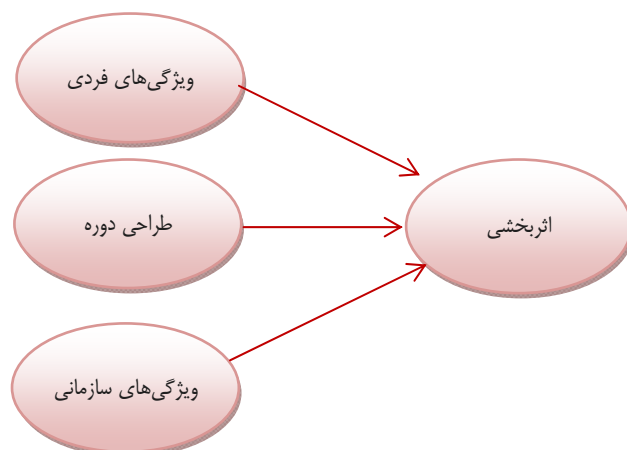 ویژگی‌های فردی
طراحی دوره
اثربخشی
ویژگی‌های سازمانی